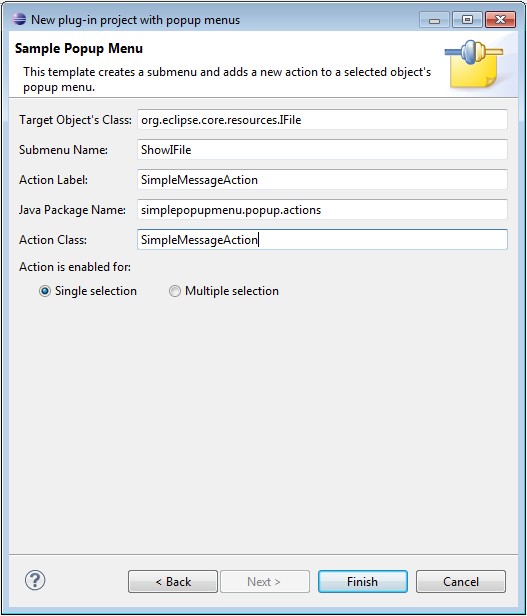 New plug-in project with popup menus
Sample Popup Menu
This template creates a submenu and adds a new action to a selected object's
popup menu.
Target Object's Class: org.eclipse.core.resources.IFile
Submenu Name: ShowIFile
Action Label: SimpleMessageAction
Java Package Name: simplepopupmenu.popup.actions
Action Class: SimpleMessageAction
Action is enabled for:
Single selection Multiple selection
? < Back Next > Finish Cancel